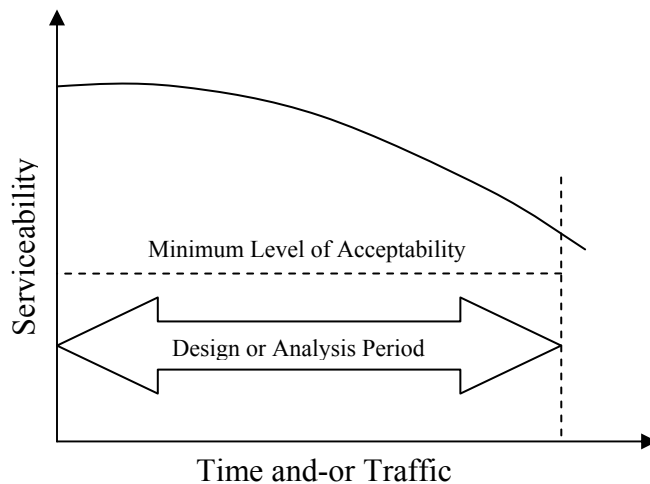 Serviceability
Minimum Level of Acceptability
Design or Analysis Period
Time and-or Traffic